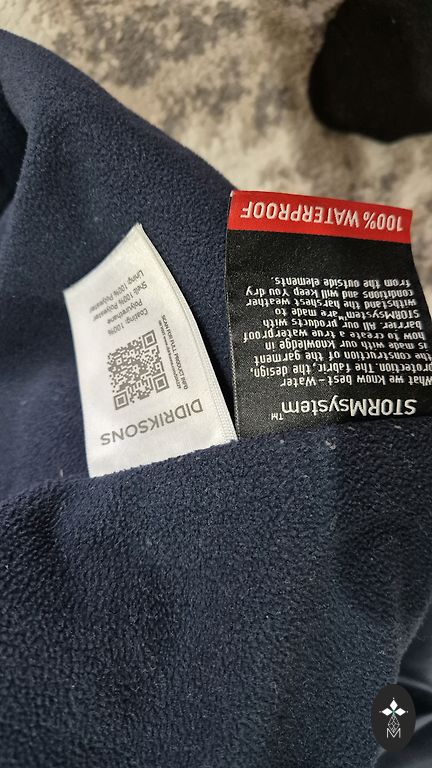 DIDRIKSONS
Coating: 100%
Polyurethane
Shell: 100% Polyester
Lining: 100% Polyester
STORMsystem™
What we know best – Water
protection. The fabric, the design,
the construction of the garment
is made with our knowledge in
how to create a true waterproof
barrier. All our products with
STORMsystem™ are made to
withstand the harshest weather
conditions and will keep you dry
from the outside elements.
100% WATERPROOF
M